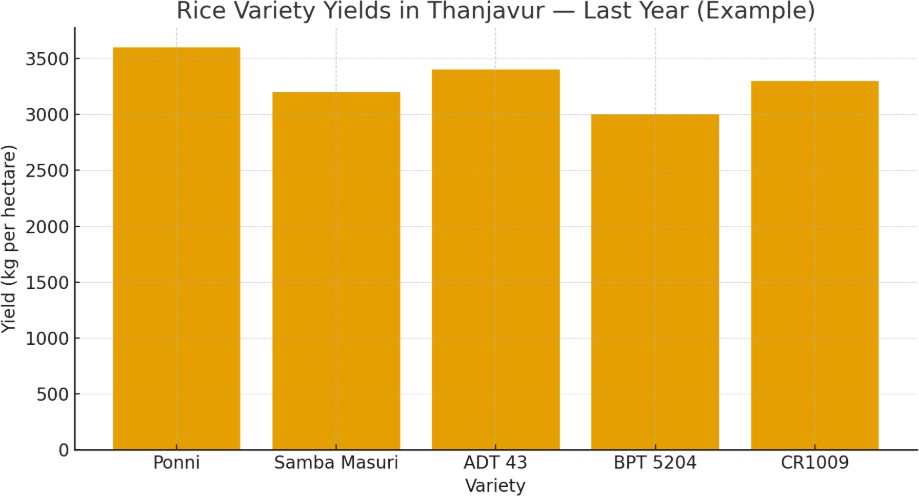 Rice Variety Yields in Thanjavur — Last Year (Example)
Yield (kg per hectare)
3500
3000
2500
2000
1500
1000
500
0
Ponni Samba Masuri ADT 43 BPT 5204 CR1009
Variety